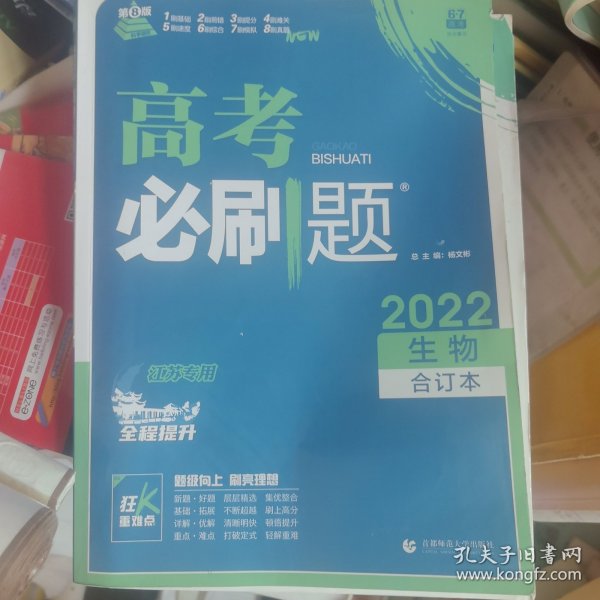 第8版
1刷基础 2刷易错 3刷提分 4刷难关
5刷速度 6刷综合 7刷模拟 8刷真题
NEW
67
高考
GAOKAO
BISHUATI
必刷题®
总主编：杨文彬
2022
生物
合订本
江苏专用
全程提升
狂K
重难点
题级向上 刷亮理想
新题·好题 层层精选 集优整合
基础·拓展 不断超越 刷上高分
详解·优解 清晰明快 顿悟提升
重点·难点 打破定式 轻解重难
首都师范大学出版社
e-zone
孔夫子旧书网
www.kongfz.com